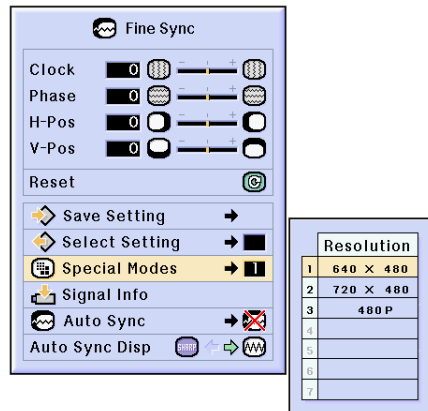 Fine Sync
Clock 0 − +
Phase 0 − +
H-Pos 0 − +
V-Pos 0 − +
Reset
Save Setting
Select Setting
Special Modes 1
Signal Info
Auto Sync
Auto Sync Disp SHARP
Resolution
1 640 × 480
2 720 × 480
3 480P
4
5
6
7